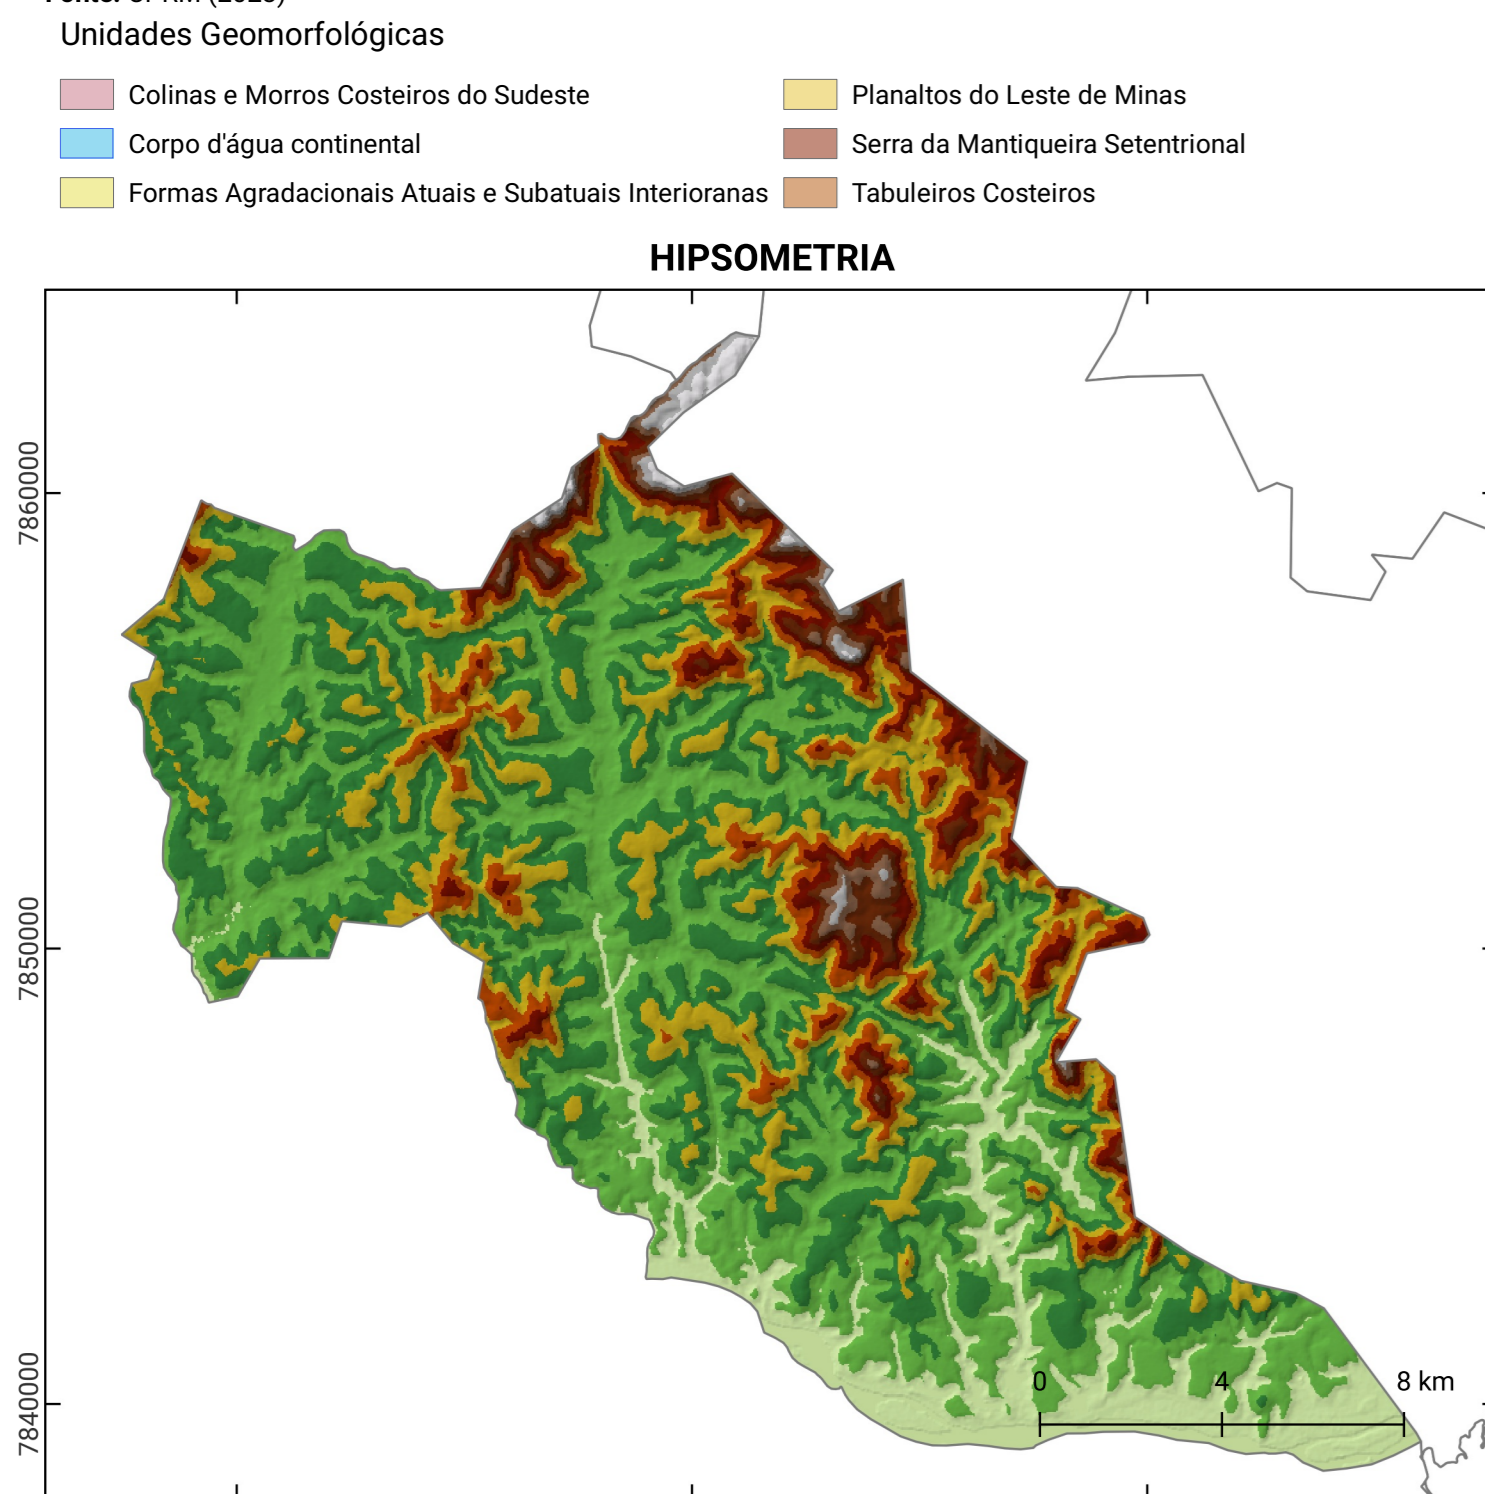 Unidades Geomorfológicas
Colinas e Morros Costeiros do Sudeste
Corpo d'água continental
Formas Agradacionais Atuais e Subatuais Interioranas
Planaltos do Leste de Minas
Serra da Mantiqueira Setentrional
Tabuleiros Costeiros
HIPSOMETRIA
7860000
7850000
7840000
0 4 8 km